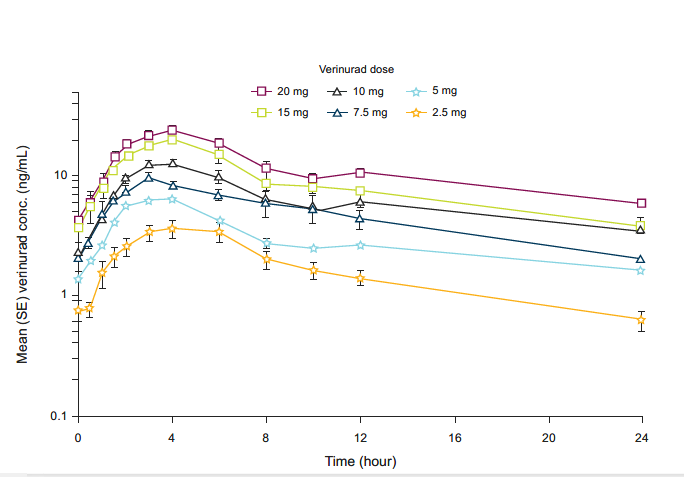 Verinurad dose
20 mg 10 mg 5 mg
15 mg 7.5 mg 2.5 mg
Mean (SE) verinurad conc. (ng/mL)
10
1
0.1
0 4 8 12 16 20 24
Time (hour)